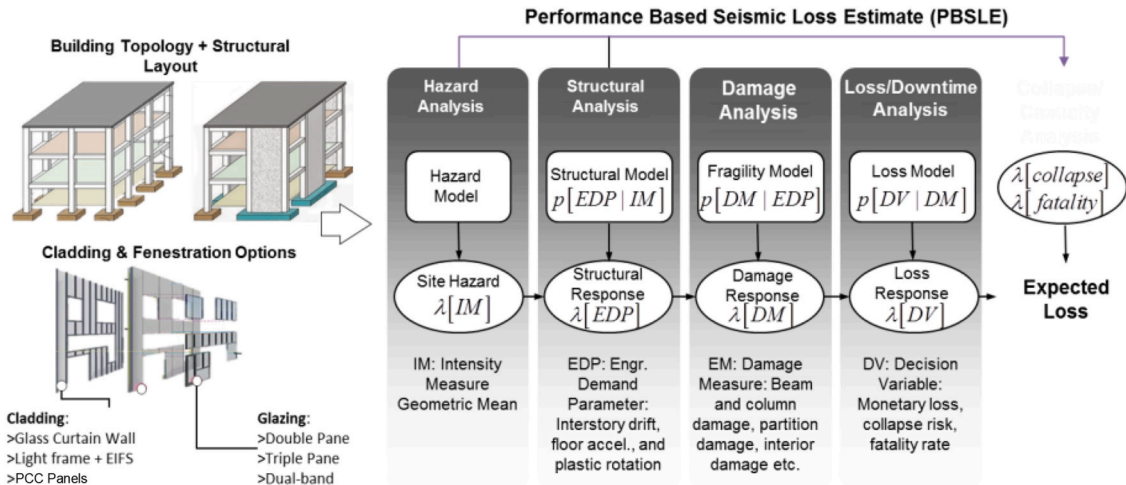 Performance Based Seismic Loss Estimate (PBSLE)
Building Topology + Structural
Layout
Cladding & Fenestration Options
Cladding:
>Glass Curtain Wall
>Light frame + EIFS
>PCC Panels
Glazing:
>Double Pane
>Triple Pane
>Dual-band
Hazard
Analysis
Hazard
Model
Site Hazard
λ[IM]
IM: Intensity
Measure
Geometric Mean
Structural
Analysis
Structural Model
p[EDP | IM]
Structural
Response
λ[EDP]
EDP: Engr.
Demand
Parameter:
Interstory drift,
floor accel., and
plastic rotation
Damage
Analysis
Fragility Model
p[DM | EDP]
Damage
Response
λ[DM]
EM: Damage
Measure: Beam
and column
damage, partition
damage, interior
damage etc.
Loss/Downtime
Analysis
Loss Model
p[DV | DM]
Loss
Response
λ[DV]
DV: Decision
Variable:
Monetary loss,
collapse risk,
fatality rate
Collapse/
Casualty
Analysis
λ[collapse]
λ[fatality]
Expected
Loss